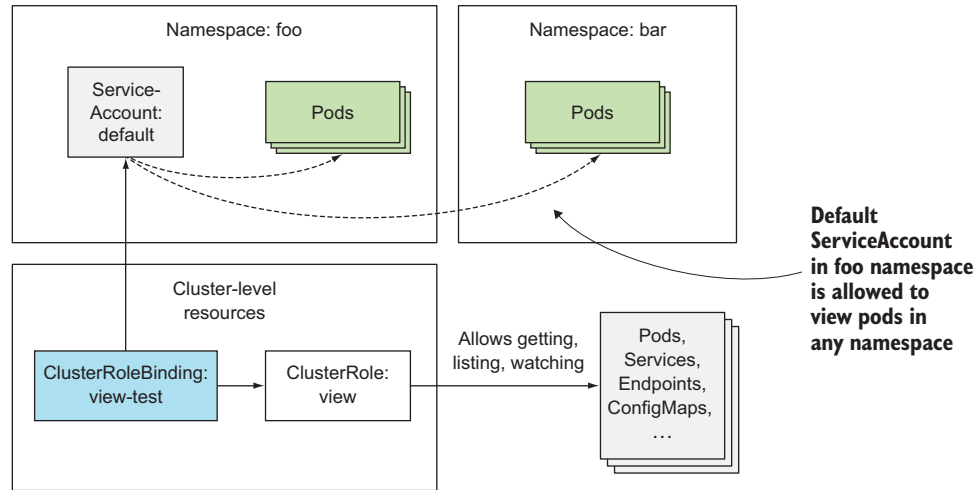 Namespace: foo
Service-
Account:
default
Pods
Namespace: bar
Pods
Default
ServiceAccount
in foo namespace
is allowed to
view pods in
any namespace
Cluster-level
resources
ClusterRoleBinding:
view-test
ClusterRole:
view
Allows getting,
listing, watching
Pods,
Services,
Endpoints,
ConfigMaps,
…